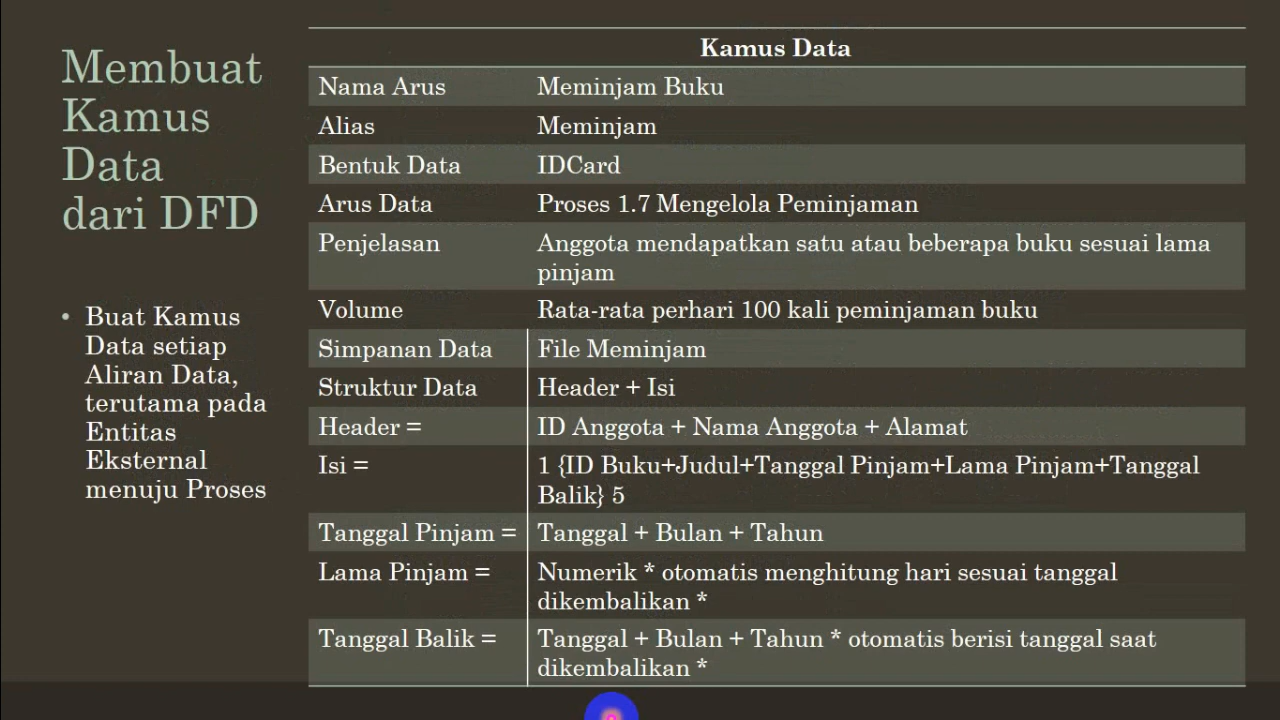 Membuat
Kamus
Data
dari DFD
• Buat Kamus
Data setiap
Aliran Data,
terutama pada
Entitas
Eksternal
menuju Proses
Kamus Data
Nama Arus Meminjam Buku
Alias Meminjam
Bentuk Data IDCard
Arus Data Proses 1.7 Mengelola Peminjaman
Penjelasan Anggota mendapatkan satu atau beberapa buku sesuai lama
pinjam
Volume Rata-rata perhari 100 kali peminjaman buku
Simpanan Data File Meminjam
Struktur Data Header + Isi
Header = ID Anggota + Nama Anggota + Alamat
Isi = 1 {ID Buku+Judul+Tanggal Pinjam+Lama Pinjam+Tanggal
Balik} 5
Tanggal Pinjam = Tanggal + Bulan + Tahun
Lama Pinjam = Numerik * otomatis menghitung hari sesuai tanggal
dikembalikan *
Tanggal Balik = Tanggal + Bulan + Tahun * otomatis berisi tanggal saat
dikembalikan *